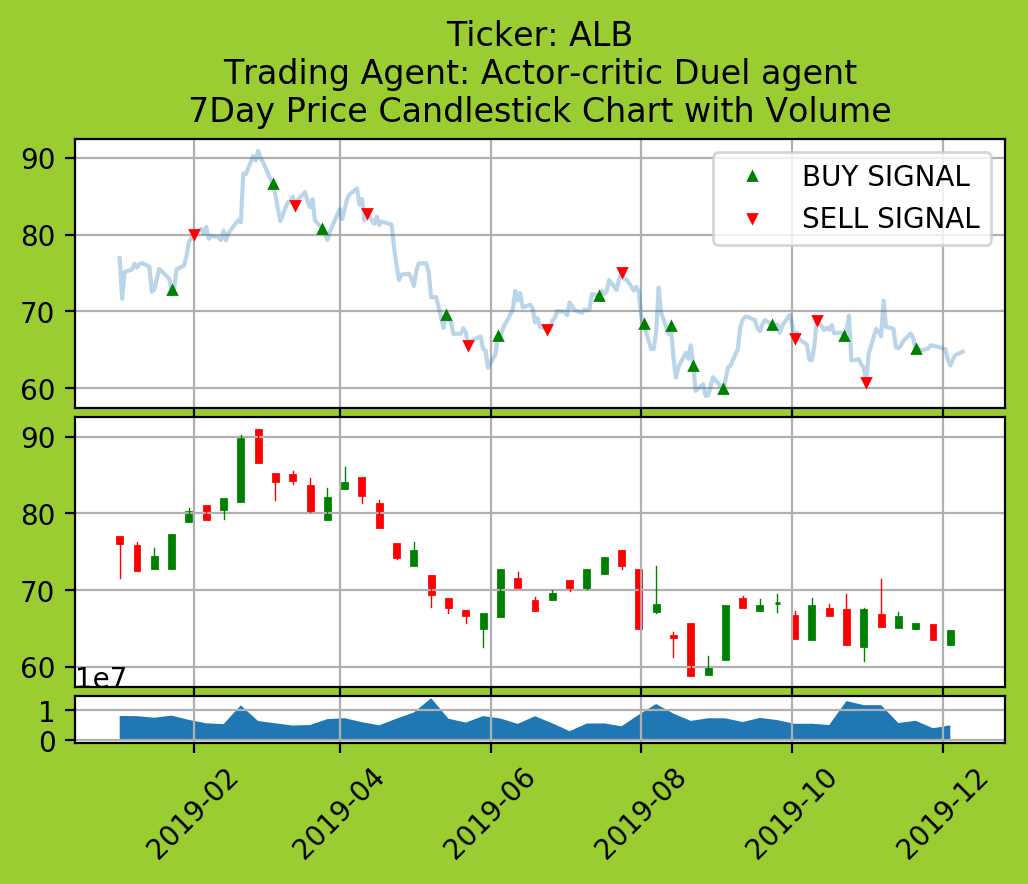 Ticker: ALB
Trading Agent: Actor-critic Duel agent
7Day Price Candlestick Chart with Volume
90
80
70
60
BUY SIGNAL
SELL SIGNAL
90
80
70
60
1e7
1
0
2019-02
2019-04
2019-06
2019-08
2019-10
2019-12